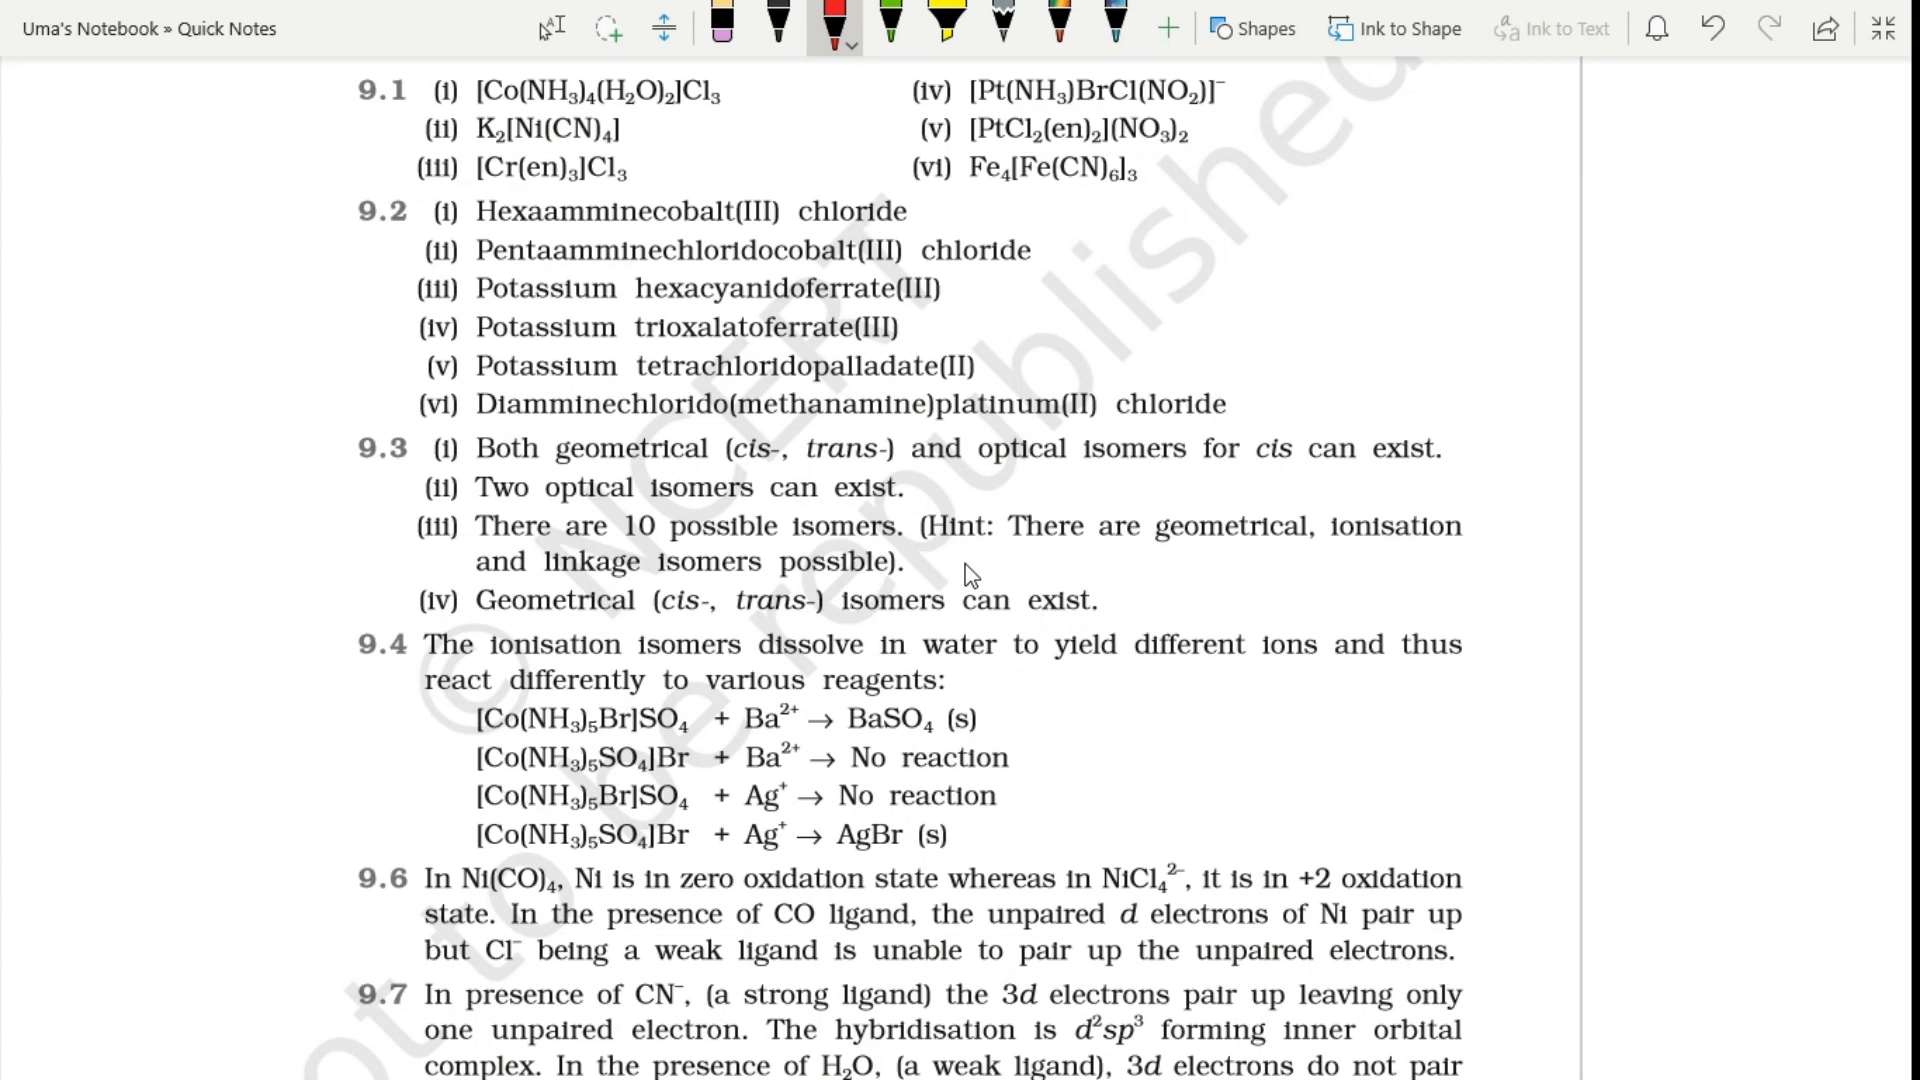 Uma's Notebook » Quick Notes
Shapes
Ink to Shape
Ink to Text
9.1 (i) [Co(NH₃)₄(H₂O)₂]Cl₃ (iv) [Pt(NH₃)BrCl(NO₂)]⁻
(ii) K₂[Ni(CN)₄] (v) [PtCl₂(en)₂](NO₃)₂
(iii) [Cr(en)₃]Cl₃ (vi) Fe₄[Fe(CN)₆]₃
9.2 (i) Hexaamminecobalt(III) chloride
(ii) Pentaamminechloridocobalt(III) chloride
(iii) Potassium hexacyanidoferrate(III)
(iv) Potassium trioxalatoferrate(III)
(v) Potassium tetrachloridopalladate(II)
(vi) Diamminechlorido(methanamine)platinum(II) chloride
9.3 (i) Both geometrical (cis-, trans-) and optical isomers for cis can exist.
(ii) Two optical isomers can exist.
(iii) There are 10 possible isomers. (Hint: There are geometrical, ionisation
and linkage isomers possible).
(iv) Geometrical (cis-, trans-) isomers can exist.
9.4 The ionisation isomers dissolve in water to yield different ions and thus
react differently to various reagents:
[Co(NH₃)₅Br]SO₄ + Ba²⁺ → BaSO₄ (s)
[Co(NH₃)₅SO₄]Br + Ba²⁺ → No reaction
[Co(NH₃)₅Br]SO₄ + Ag⁺ → No reaction
[Co(NH₃)₅SO₄]Br + Ag⁺ → AgBr (s)
9.6 In Ni(CO)₄, Ni is in zero oxidation state whereas in NiCl₄²⁻, it is in +2 oxidation
state. In the presence of CO ligand, the unpaired d electrons of Ni pair up
but Cl⁻ being a weak ligand is unable to pair up the unpaired electrons.
9.7 In presence of CN⁻, (a strong ligand) the 3d electrons pair up leaving only
one unpaired electron. The hybridisation is d²sp³ forming inner orbital
complex. In the presence of H₂O, (a weak ligand), 3d electrons do not pair
© NCERT
not to be republished